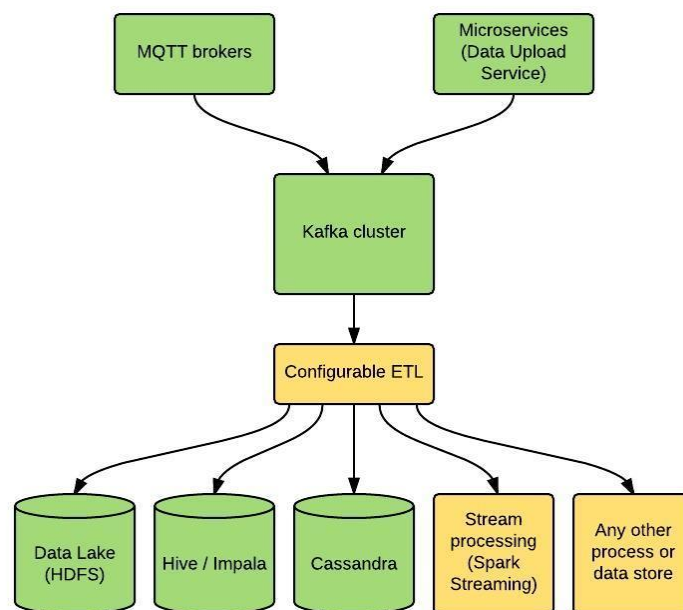 MQTT brokers
Microservices
(Data Upload
Service)
Kafka cluster
Configurable ETL
Data Lake
(HDFS)
Hive / Impala
Cassandra
Stream
processing
(Spark
Streaming)
Any other
process or
data store